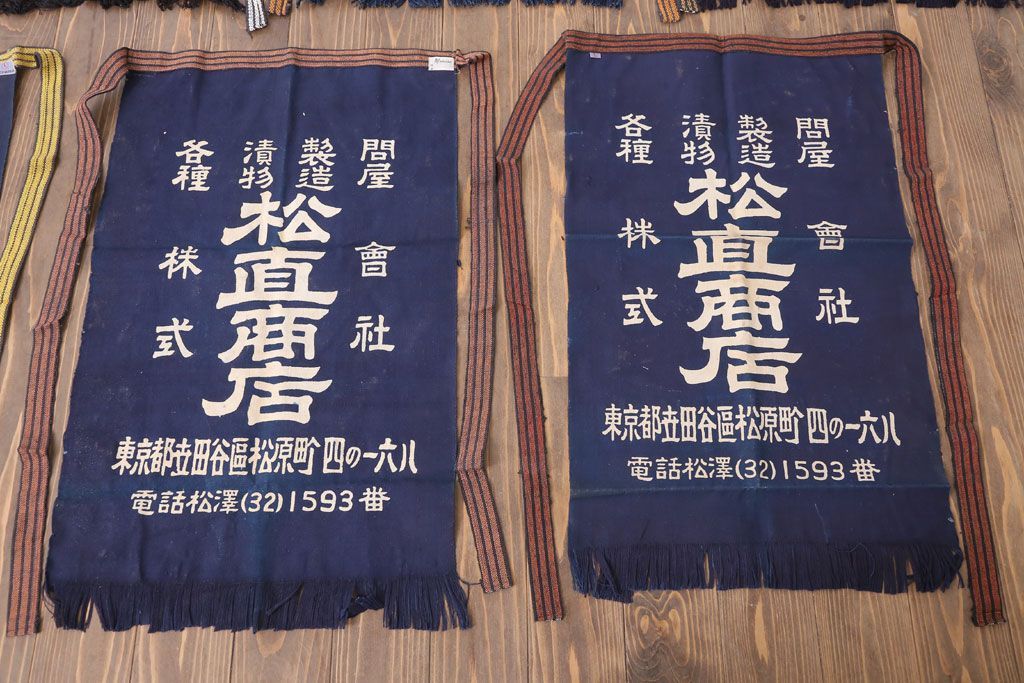 各種 漬物 製造 問屋
松直商店
株式 會社
東京都世田谷區松原町 四の一六八
電話松澤(32)1593番
各種 漬物 製造 問屋
松直商店
株式 會社
東京都世田谷區松原町 四の一六八
電話松澤(32)1593番